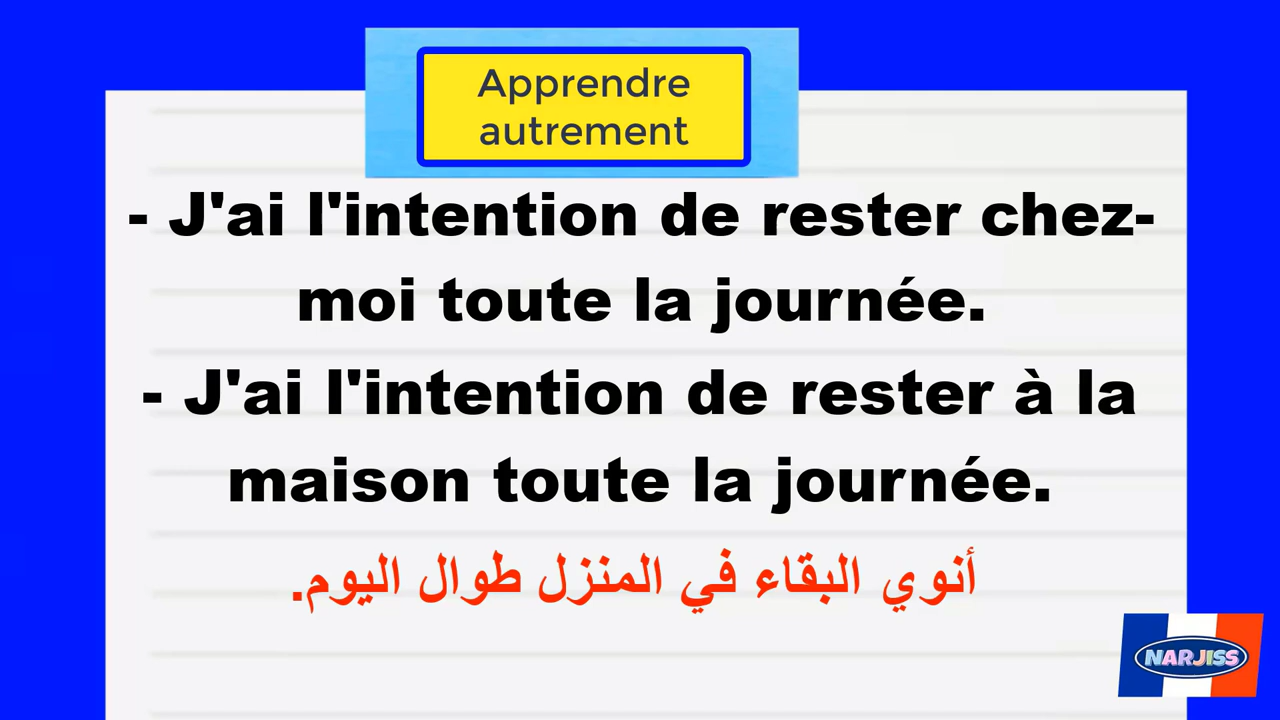 Apprendre
autrement
- J'ai l'intention de rester chez-
moi toute la journée.
- J'ai l'intention de rester à la
maison toute la journée.
أنوي البقاء في المنزل طوال اليوم.
NARJISS